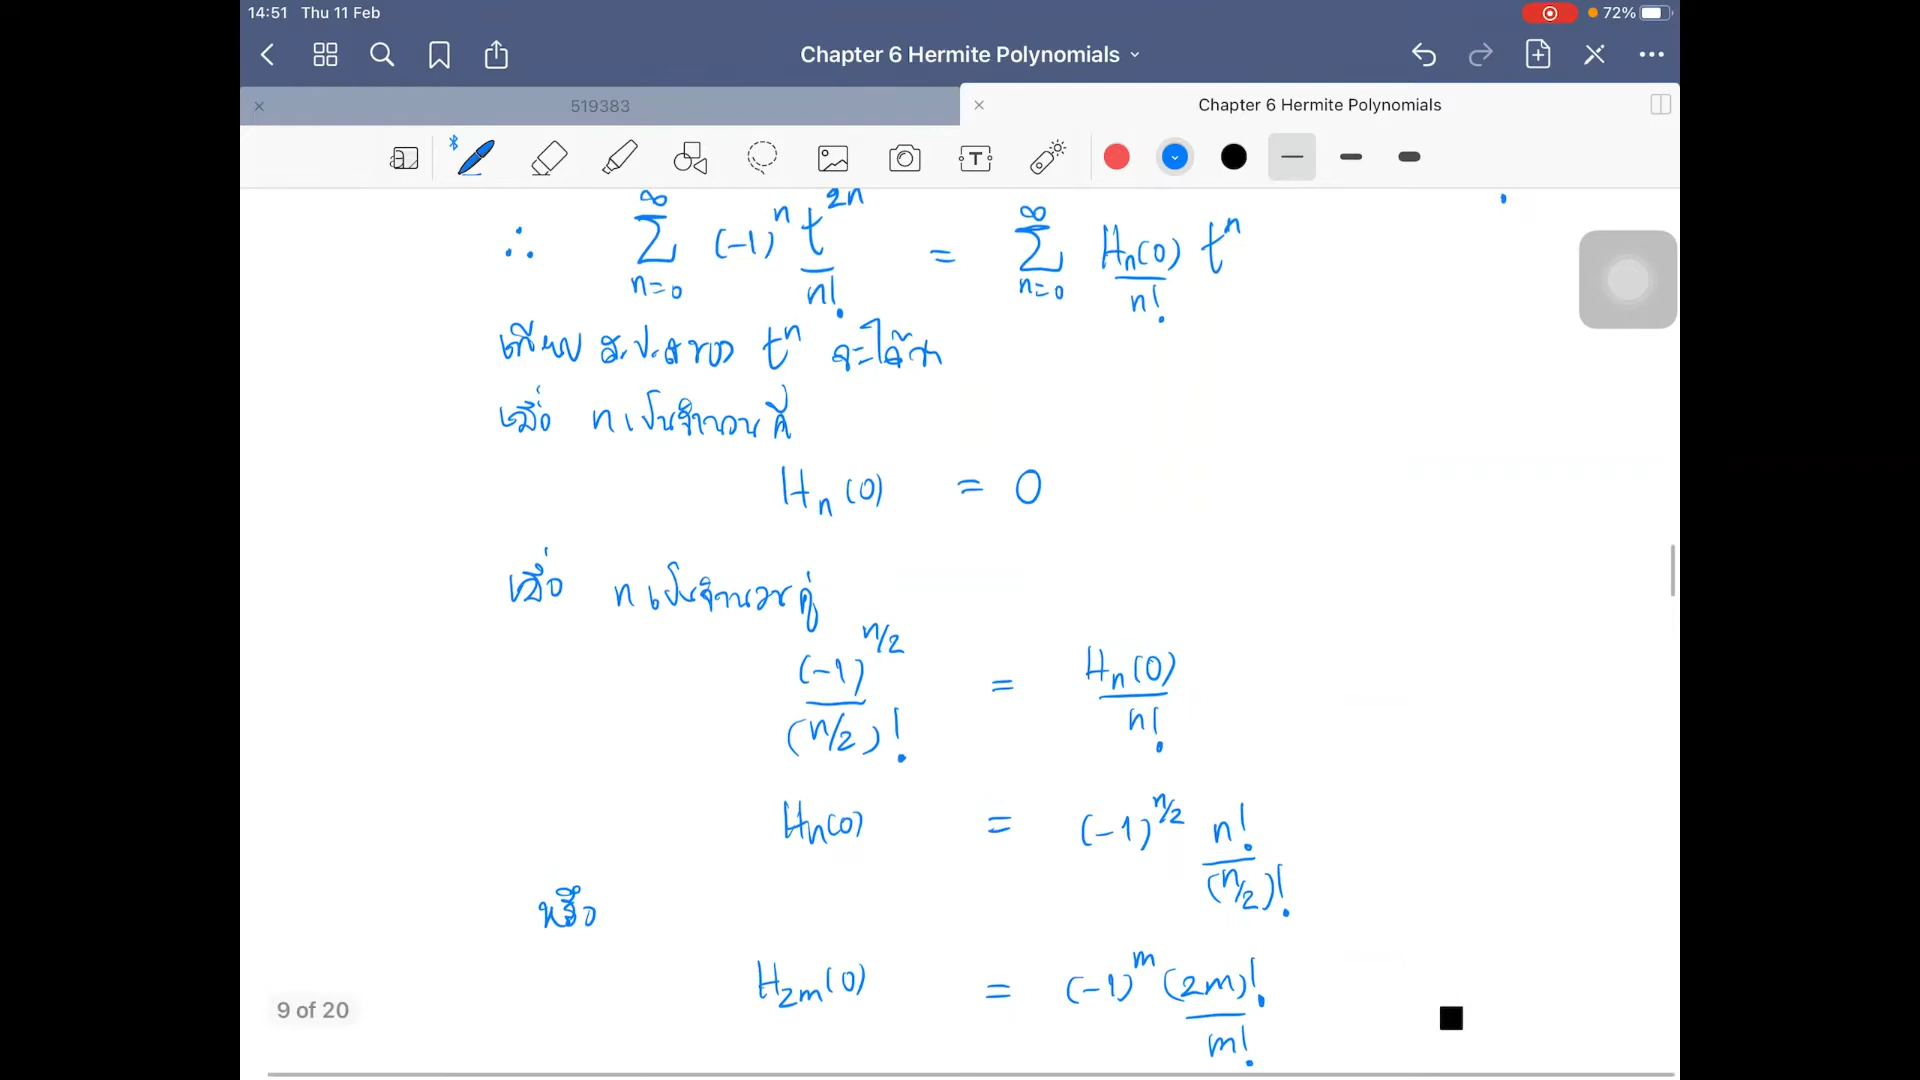 14:51 Thu 11 Feb 72%
Chapter 6 Hermite Polynomials
519383 Chapter 6 Hermite Polynomials
∴ ∑_{n=0}^{∞} (-1)^n t^{2n}/n! = ∑_{n=0}^{∞} H_n(0)/n! t^n
เทียบ ส.ป.ส ของ t^n จะได้ว่า
เมื่อ n เป็นจำนวนคี่
H_n(0) = 0
เมื่อ n เป็นจำนวนคู่
(-1)^{n/2}/(n/2)! = H_n(0)/n!
H_n(0) = (-1)^{n/2} n!/(n/2)!
หรือ
H_{2m}(0) = (-1)^m (2m)!/m!
9 of 20